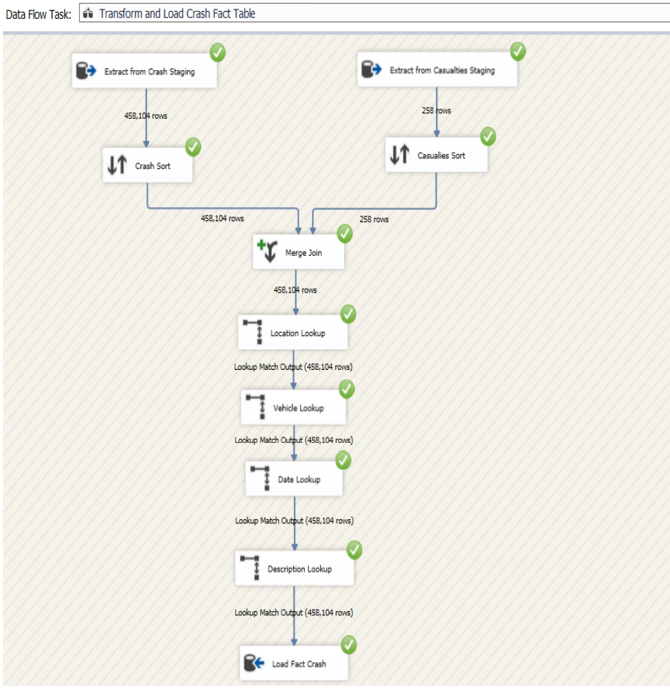 Data Flow Task: Transform and Load Crash Fact Table
Extract from Crash Staging
Extract from Casualties Staging
458,104 rows
258 rows
Crash Sort
Casualies Sort
458,104 rows
258 rows
Merge Join
458,104 rows
Location Lookup
Lookup Match Output (458,104 rows)
Vehicle Lookup
Lookup Match Output (458,104 rows)
Date Lookup
Lookup Match Output (458,104 rows)
Description Lookup
Lookup Match Output (458,104 rows)
Load Fact Crash